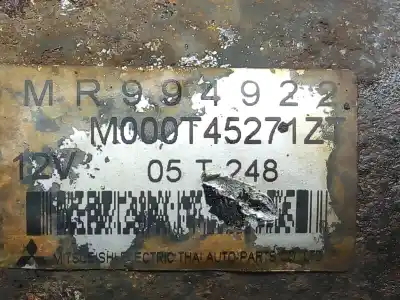 MR994922
M000T45271ZT
12V 05 T 248
MITSUBISHI ELECTRIC THAI AUTO PARTS CO.,LTD.